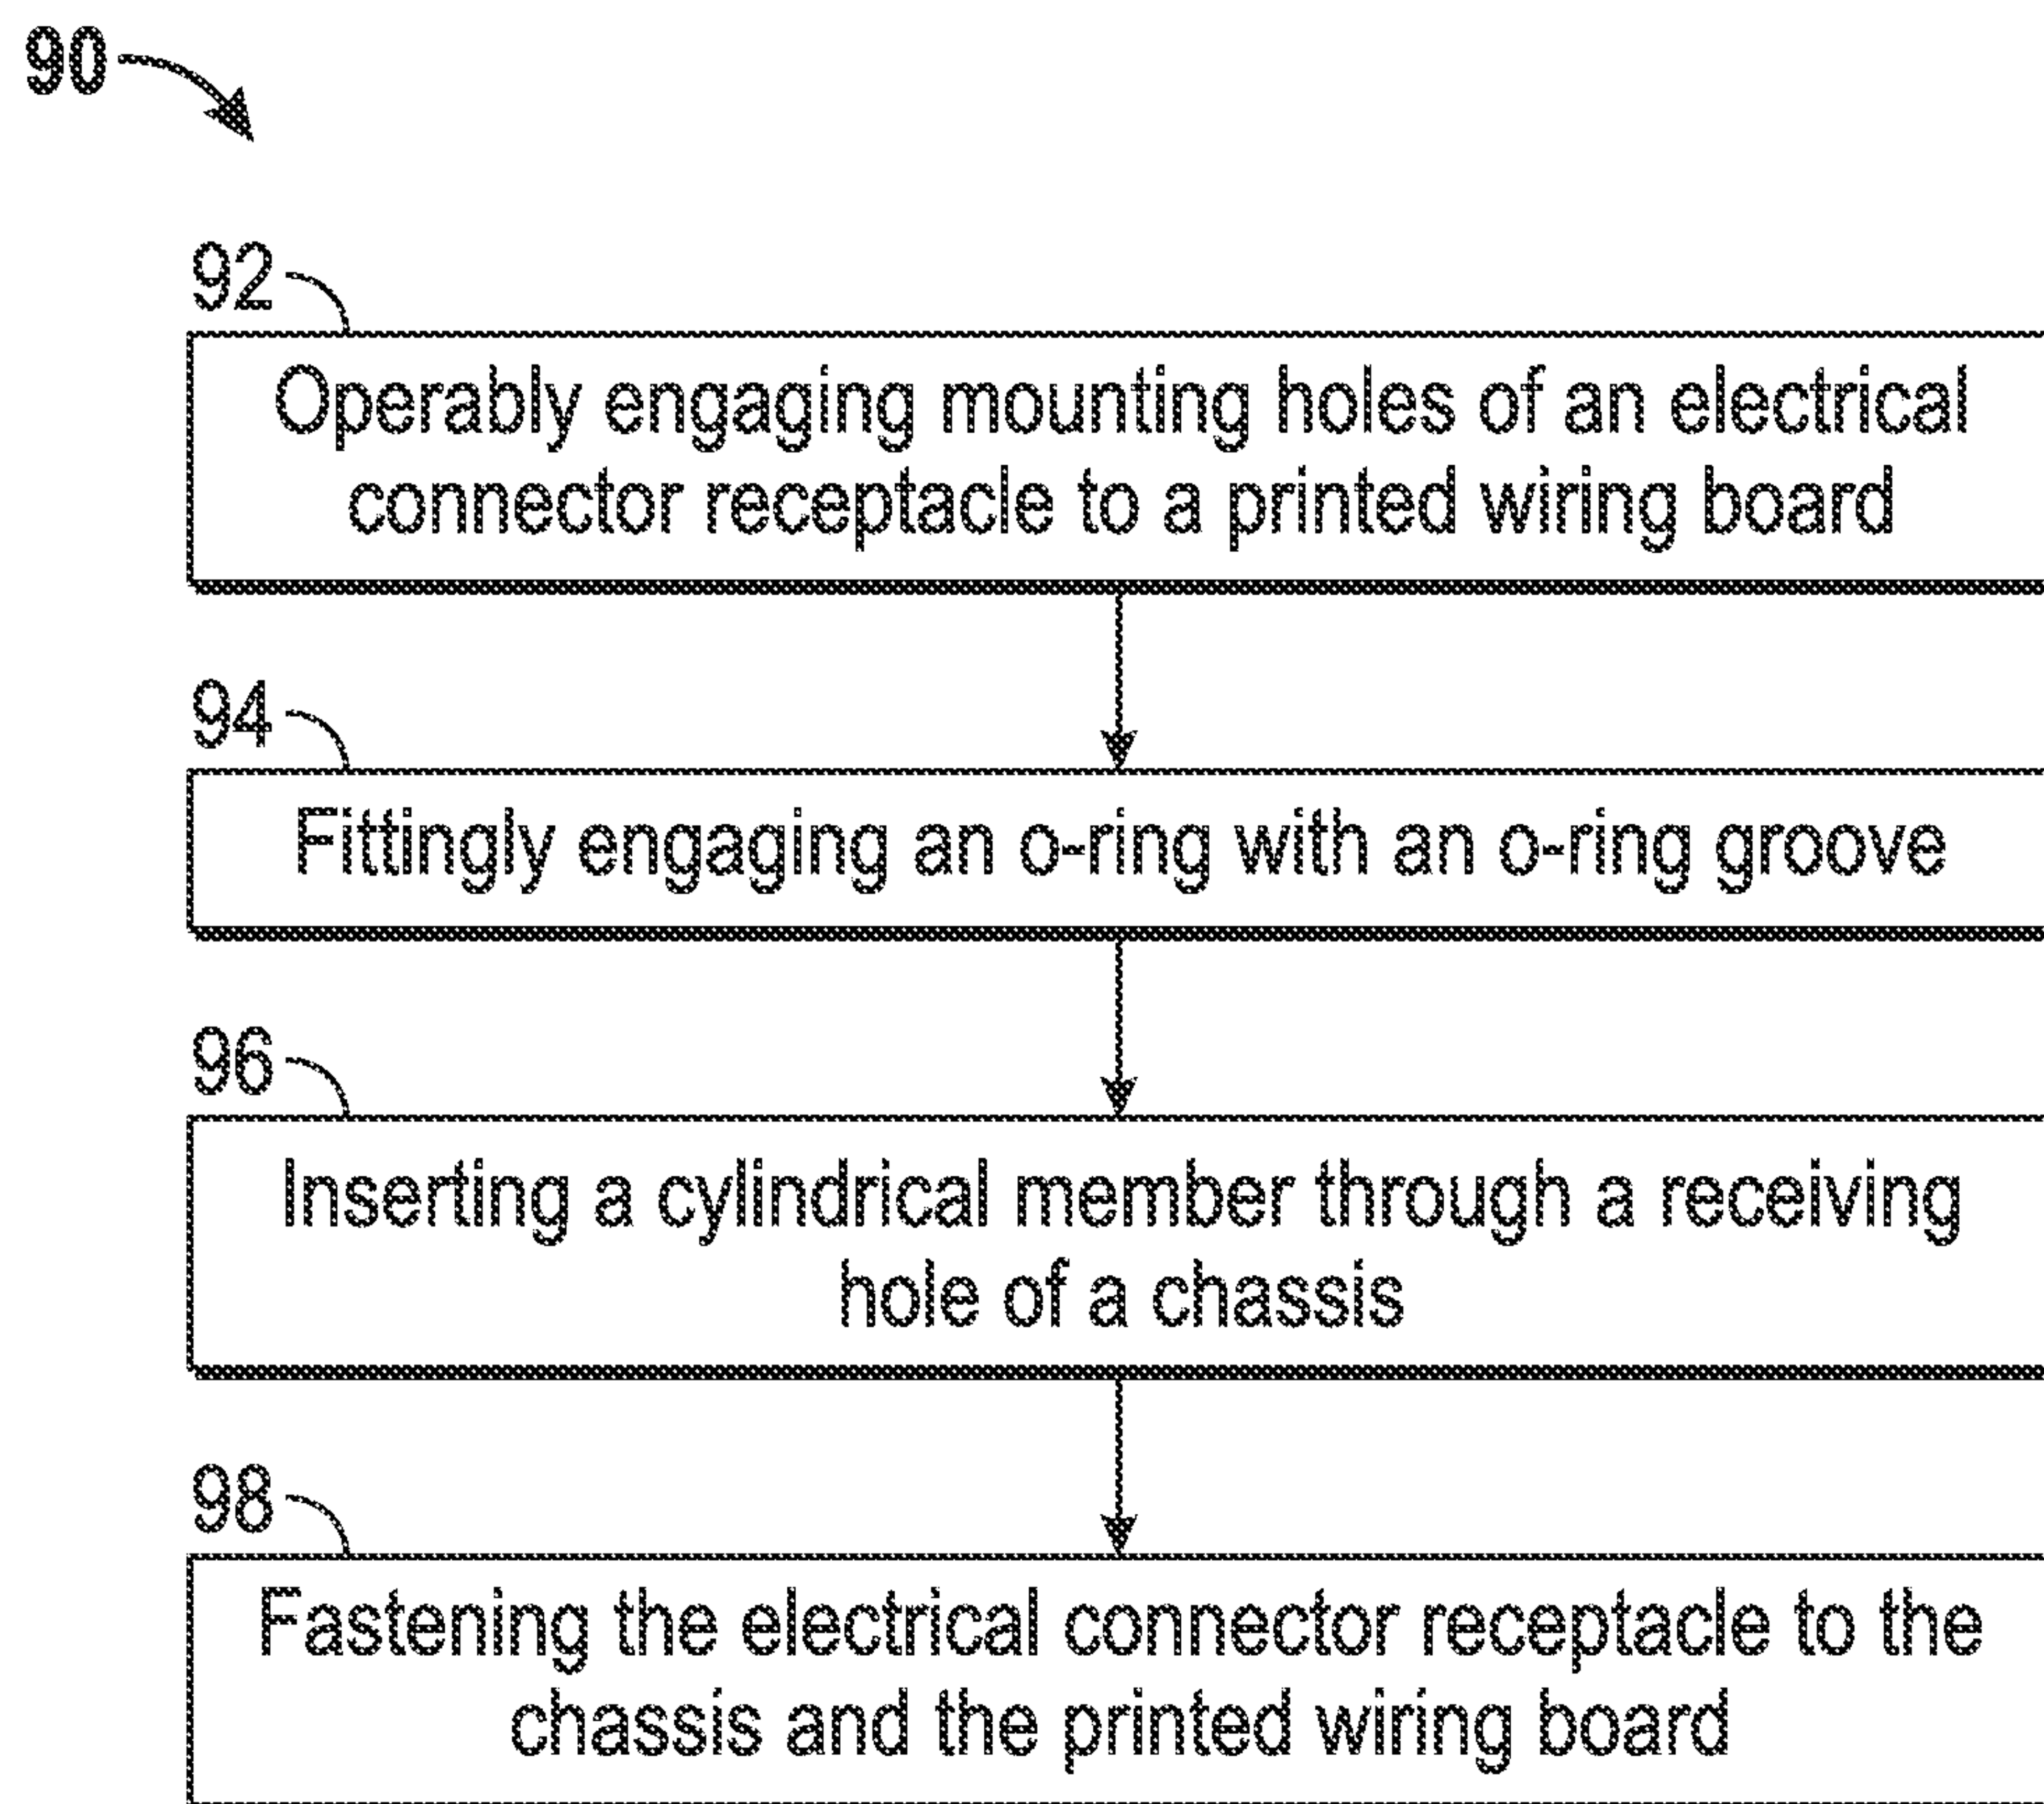 90
92
Operably engaging mounting holes of an electrical
connector receptacle to a printed wiring board
94
Fittingly engaging an o-ring with an o-ring groove
96
Inserting a cylindrical member through a receiving
hole of a chassis
98
Fastening the electrical connector receptacle to the
chassis and the printed wiring board